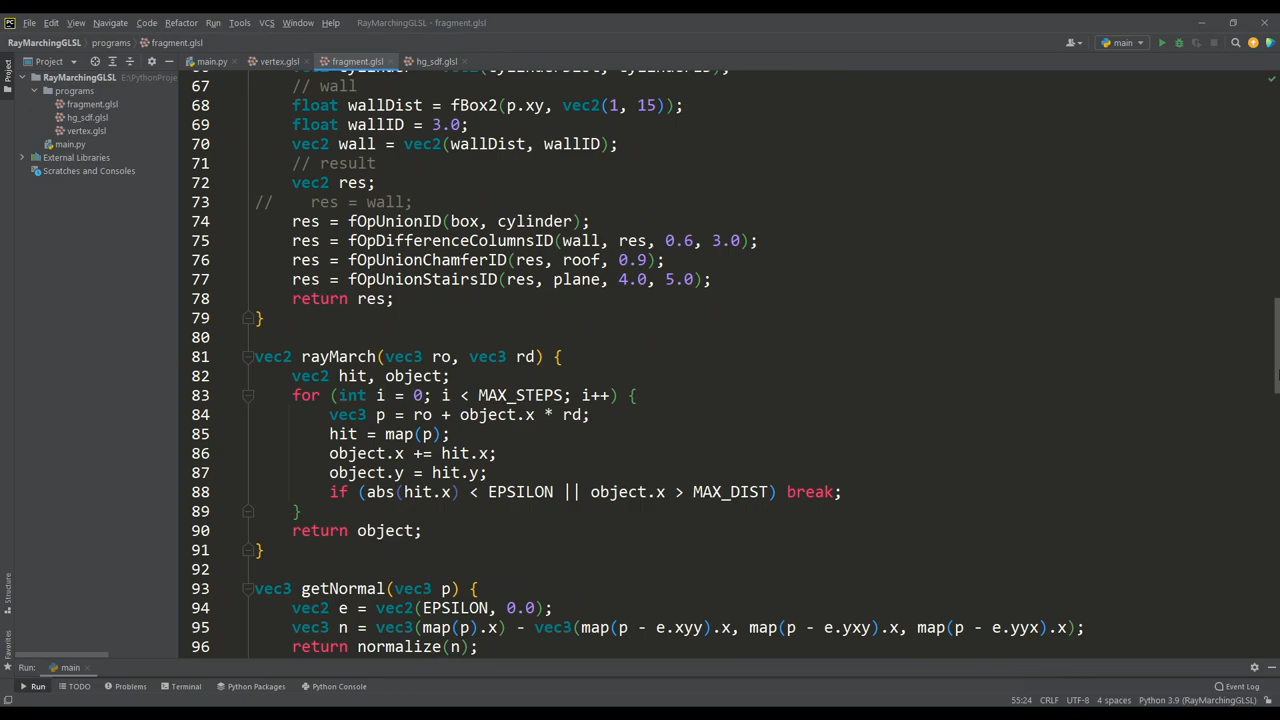 File Edit View Navigate Code Refactor Run Tools VCS Window Help RayMarchingGLSL - fragment.glsl
RayMarchingGLSL programs fragment.glsl main
Project main.py vertex.glsl fragment.glsl hg_sdf.glsl
Project
RayMarchingGLSL E:\PythonProje
programs
fragment.glsl
hg_sdf.glsl
vertex.glsl
main.py
External Libraries
Scratches and Consoles
67 // wall
68 float wallDist = fBox2(p.xy, vec2(1, 15));
69 float wallID = 3.0;
70 vec2 wall = vec2(wallDist, wallID);
71 // result
72 vec2 res;
73 // res = wall;
74 res = fOpUnionID(box, cylinder);
75 res = fOpDifferenceColumnsID(wall, res, 0.6, 3.0);
76 res = fOpUnionChamferID(res, roof, 0.9);
77 res = fOpUnionStairsID(res, plane, 4.0, 5.0);
78 return res;
79 }
80
81 vec2 rayMarch(vec3 ro, vec3 rd) {
82 vec2 hit, object;
83 for (int i = 0; i < MAX_STEPS; i++) {
84 vec3 p = ro + object.x * rd;
85 hit = map(p);
86 object.x += hit.x;
87 object.y = hit.y;
88 if (abs(hit.x) < EPSILON || object.x > MAX_DIST) break;
89 }
90 return object;
91 }
92
93 vec3 getNormal(vec3 p) {
94 vec2 e = vec2(EPSILON, 0.0);
95 vec3 n = vec3(map(p).x) - vec3(map(p - e.xyy).x, map(p - e.yxy).x, map(p - e.yyx).x);
96 return normalize(n);
Structure
Favorites
Run: main
Run TODO Problems Terminal Python Packages Python Console Event Log
55:24 CRLF UTF-8 4 spaces Python 3.9 (RayMarchingGLSL)